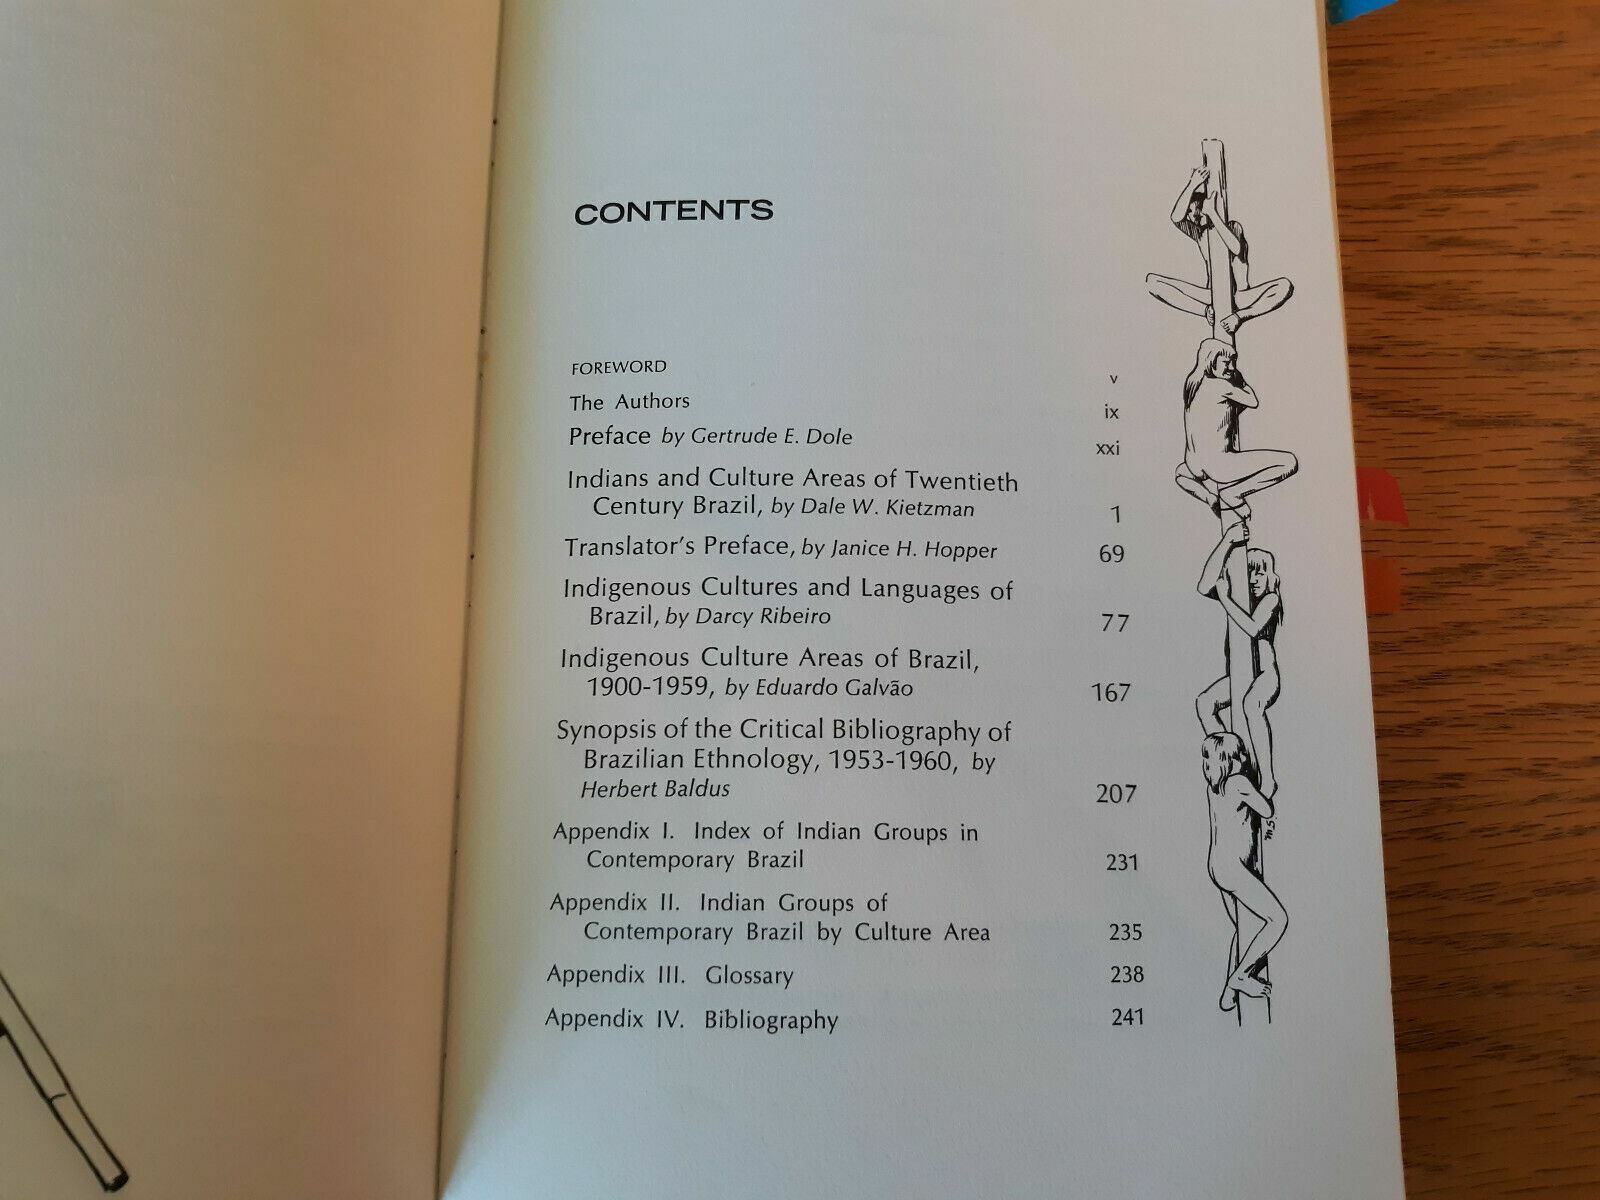 CONTENTS
FOREWORD v
The Authors ix
Preface by Gertrude E. Dole xxi
Indians and Culture Areas of Twentieth
Century Brazil, by Dale W. Kietzman 1
Translator's Preface, by Janice H. Hopper 69
Indigenous Cultures and Languages of
Brazil, by Darcy Ribeiro 77
Indigenous Culture Areas of Brazil,
1900-1959, by Eduardo Galvão 167
Synopsis of the Critical Bibliography of
Brazilian Ethnology, 1953-1960, by
Herbert Baldus 207
Appendix I. Index of Indian Groups in
Contemporary Brazil 231
Appendix II. Indian Groups of
Contemporary Brazil by Culture Area 235
Appendix III. Glossary 238
Appendix IV. Bibliography 241
M.S.